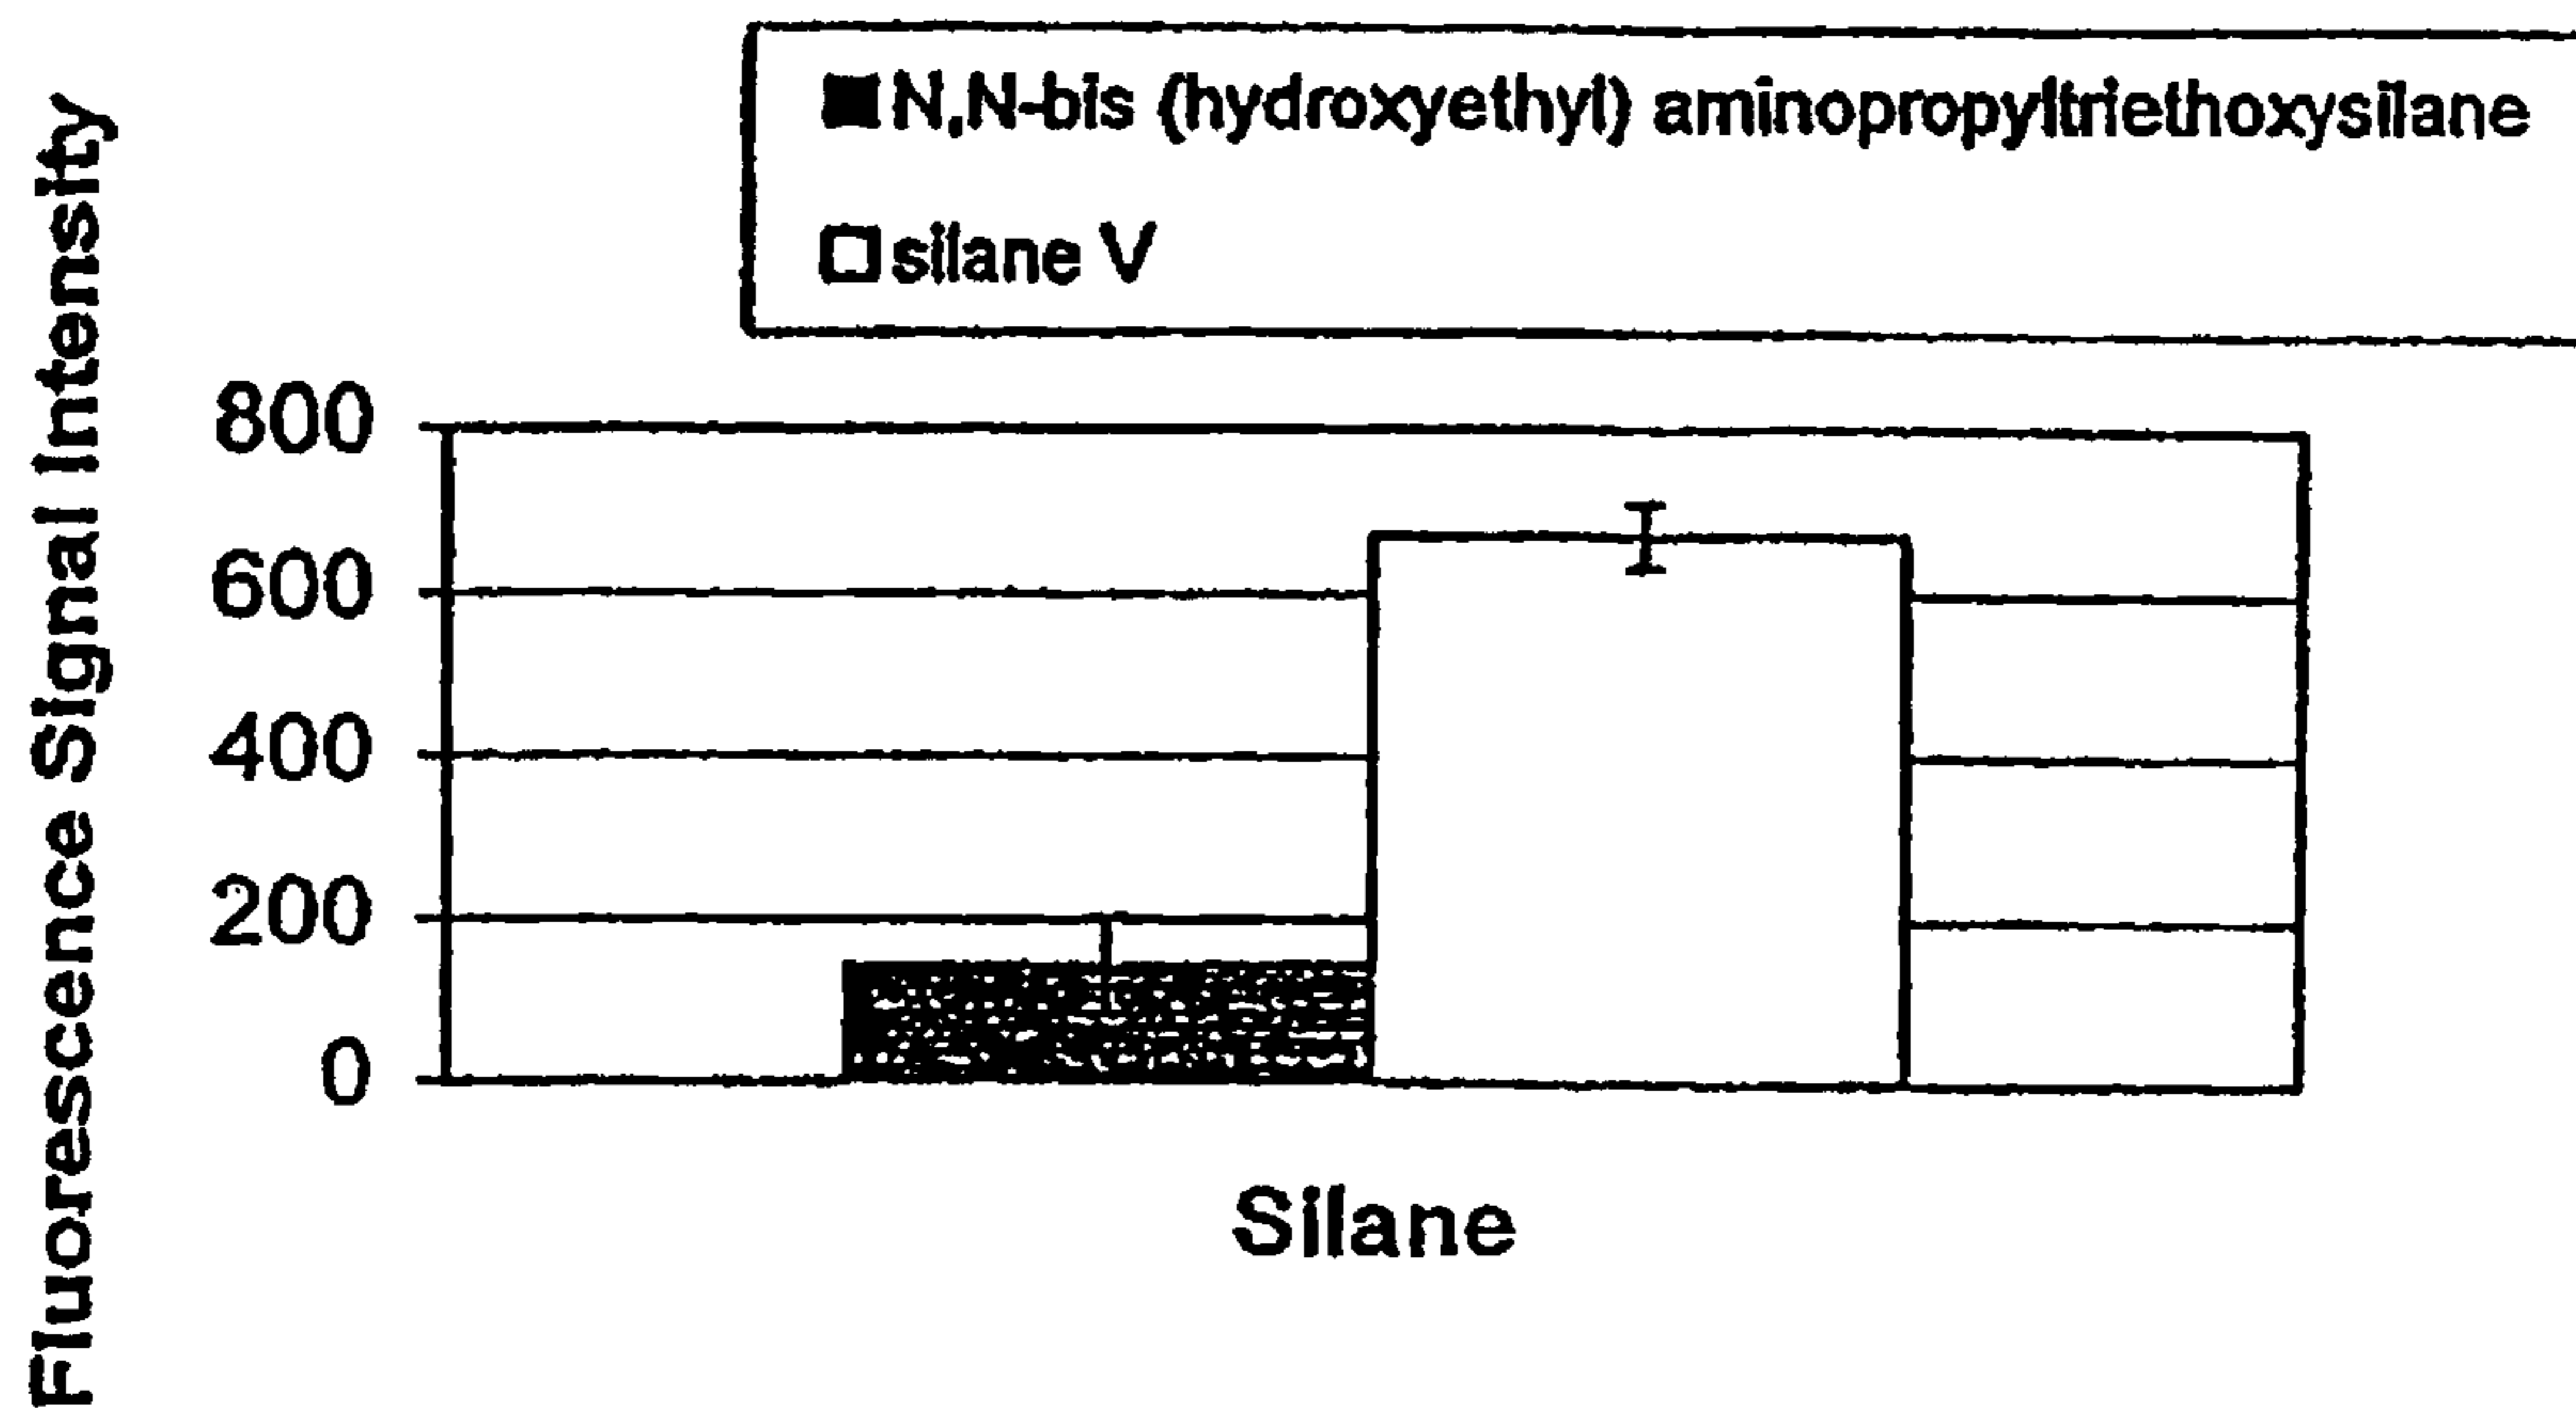 N,N-bis (hydroxyethyl) aminopropyltriethoxysilane
silane V
Fluorescence Signal Intensity
800
600
400
200
0
Silane